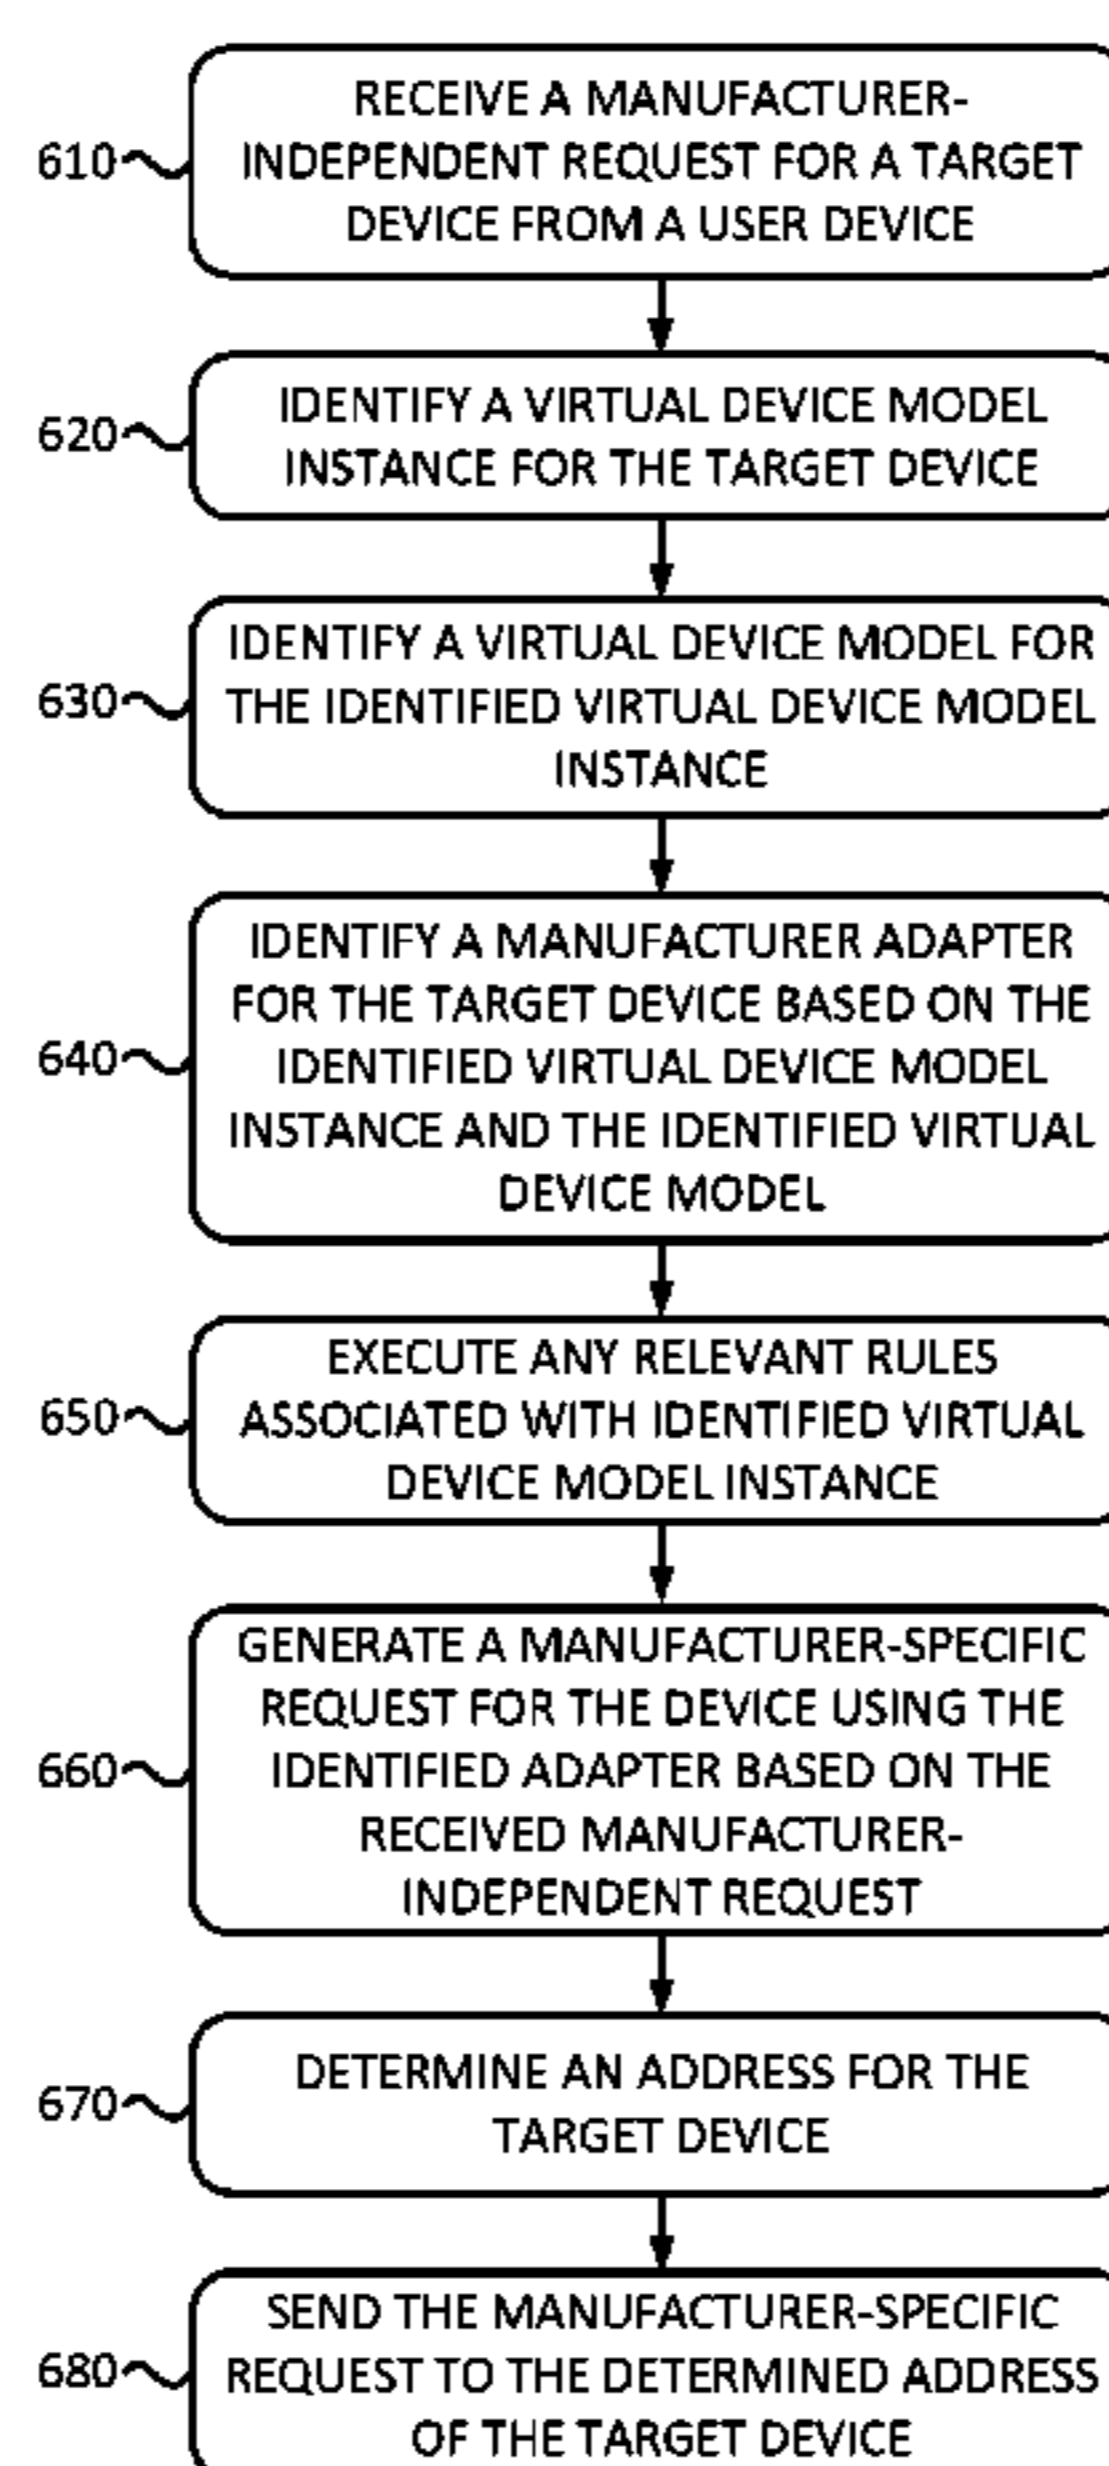 RECEIVE A MANUFACTURER-
610
INDEPENDENT REQUEST FOR A TARGET
DEVICE FROM A USER DEVICE
IDENTIFY A VIRTUAL DEVICE MODEL
620
INSTANCE FOR THE TARGET DEVICE
IDENTIFY A VIRTUAL DEVICE MODEL FOR
630
THE IDENTIFIED VIRTUAL DEVICE MODEL
INSTANCE
IDENTIFY A MANUFACTURER ADAPTER
FOR THE TARGET DEVICE BASED ON THE
640
IDENTIFIED VIRTUAL DEVICE MODEL
INSTANCE AND THE IDENTIFIED VIRTUAL
DEVICE MODEL
EXECUTE ANY RELEVANT RULES
650
ASSOCIATED WITH IDENTIFIED VIRTUAL
DEVICE MODEL INSTANCE
GENERATE A MANUFACTURER-SPECIFIC
REQUEST FOR THE DEVICE USING THE
660
IDENTIFIED ADAPTER BASED ON THE
RECEIVED MANUFACTURER-
INDEPENDENT REQUEST
DETERMINE AN ADDRESS FOR THE
670
TARGET DEVICE
SEND THE MANUFACTURER-SPECIFIC
680
REQUEST TO THE DETERMINED ADDRESS
OF THE TARGET DEVICE